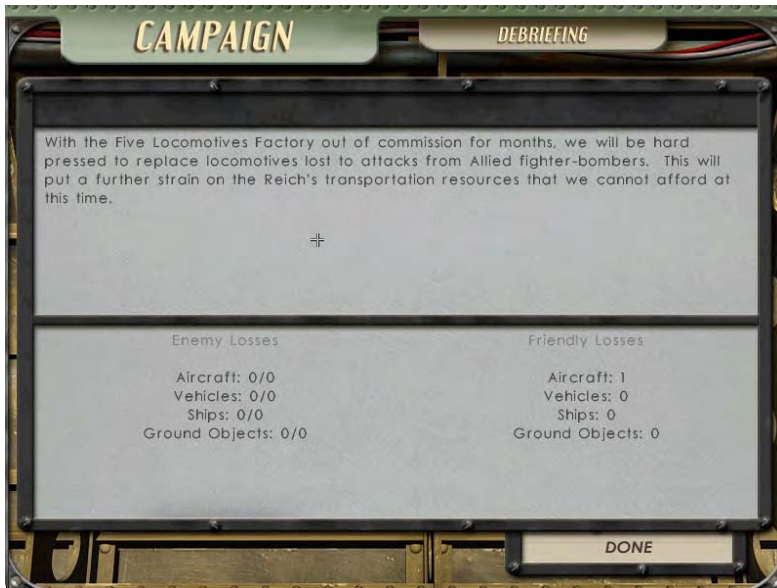 CAMPAIGN
DEBRIEFING
With the Five Locomotives Factory out of commission for months, we will be hard
pressed to replace locomotives lost to attacks from Allied fighter-bombers. This will
put a further strain on the Reich's transportation resources that we cannot afford at
this time.
Enemy Losses
Aircraft: 0/0
Vehicles: 0/0
Ships: 0/0
Ground Objects: 0/0
Friendly Losses
Aircraft: 1
Vehicles: 0
Ships: 0
Ground Objects: 0
DONE